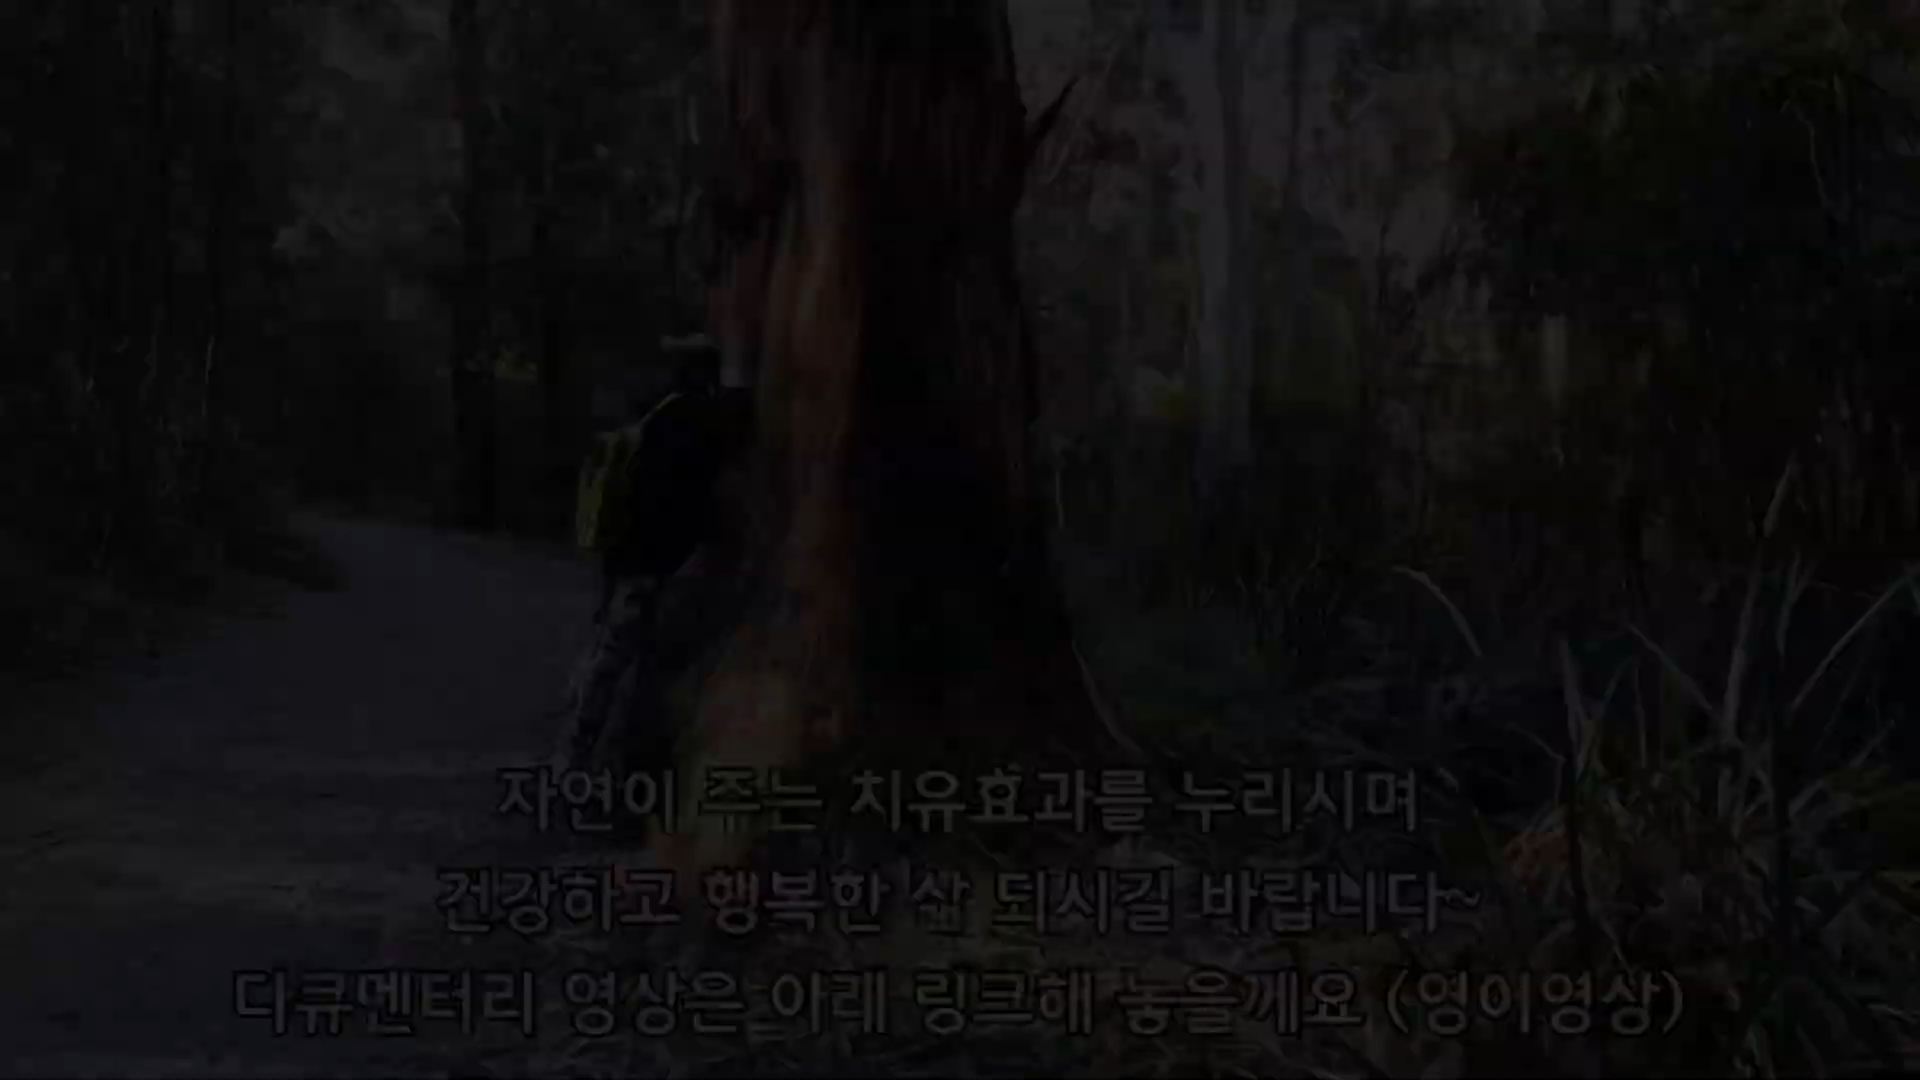 자연이 주는 치유효과를 누리시며
건강하고 행복한 삶 되시길 바랍니다~
디큐멘터리 영상은 아래 링크해 놓을께요 (영이영상)